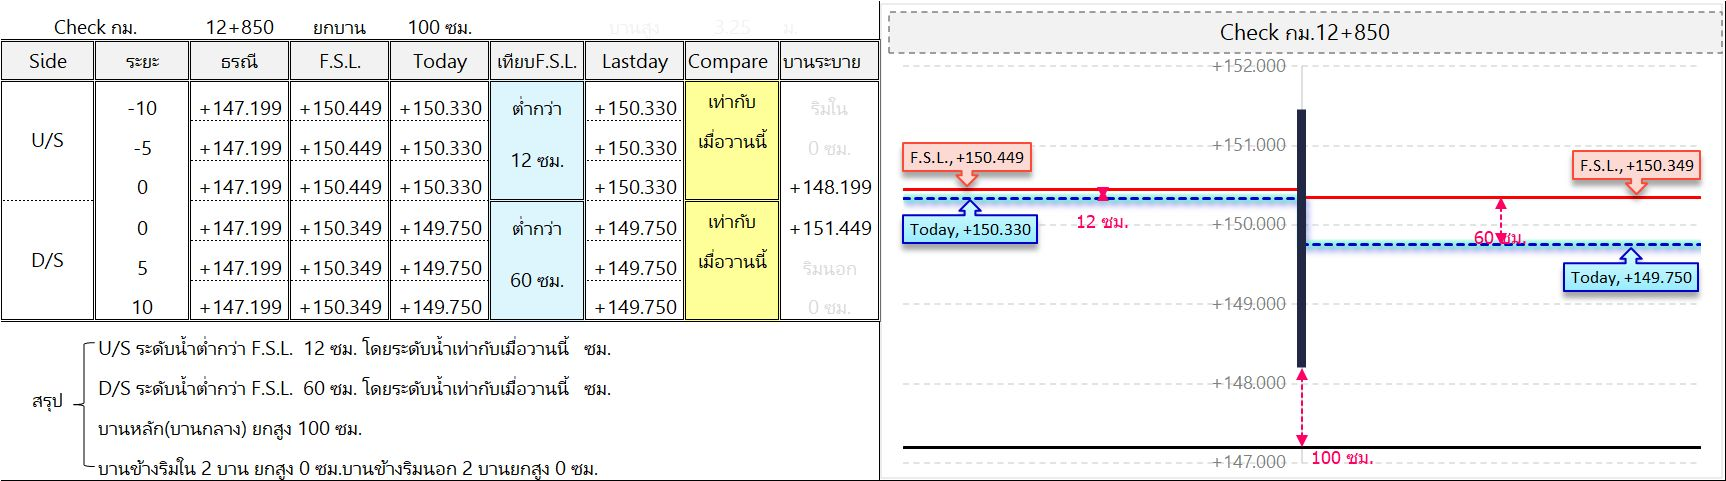 Check กม. 12+850 ยกบาน 100 ซม. บานสูง 3.25 ม.
Side ระยะ ธรณี F.S.L. Today เทียบF.S.L. Lastday Compare บานระบาย
U/S
-10 +147.199 +150.449 +150.330 ต่ำกว่า +150.330 เท่ากับ ริมใน
-5 +147.199 +150.449 +150.330 12 ซม. +150.330 เมื่อวานนี้ 0 ซม.
0 +147.199 +150.449 +150.330 +150.330 +148.199
D/S
0 +147.199 +150.349 +149.750 ต่ำกว่า +149.750 เท่ากับ +151.449
5 +147.199 +150.349 +149.750 60 ซม. +149.750 เมื่อวานนี้ ริมนอก
10 +147.199 +150.349 +149.750 +149.750 0 ซม.
สรุป
U/S ระดับน้ำต่ำกว่า F.S.L. 12 ซม. โดยระดับน้ำเท่ากับเมื่อวานนี้ ซม.
D/S ระดับน้ำต่ำกว่า F.S.L. 60 ซม. โดยระดับน้ำเท่ากับเมื่อวานนี้ ซม.
บานหลัก(บานกลาง) ยกสูง 100 ซม.
บานข้างริมใน 2 บาน ยกสูง 0 ซม.บานข้างริมนอก 2 บานยกสูง 0 ซม.
Check กม.12+850
+152.000
+151.000
F.S.L., +150.449
F.S.L., +150.349
12 ซม.
+150.000
Today, +150.330
60 ซม.
Today, +149.750
+149.000
+148.000
100 ซม.
+147.000